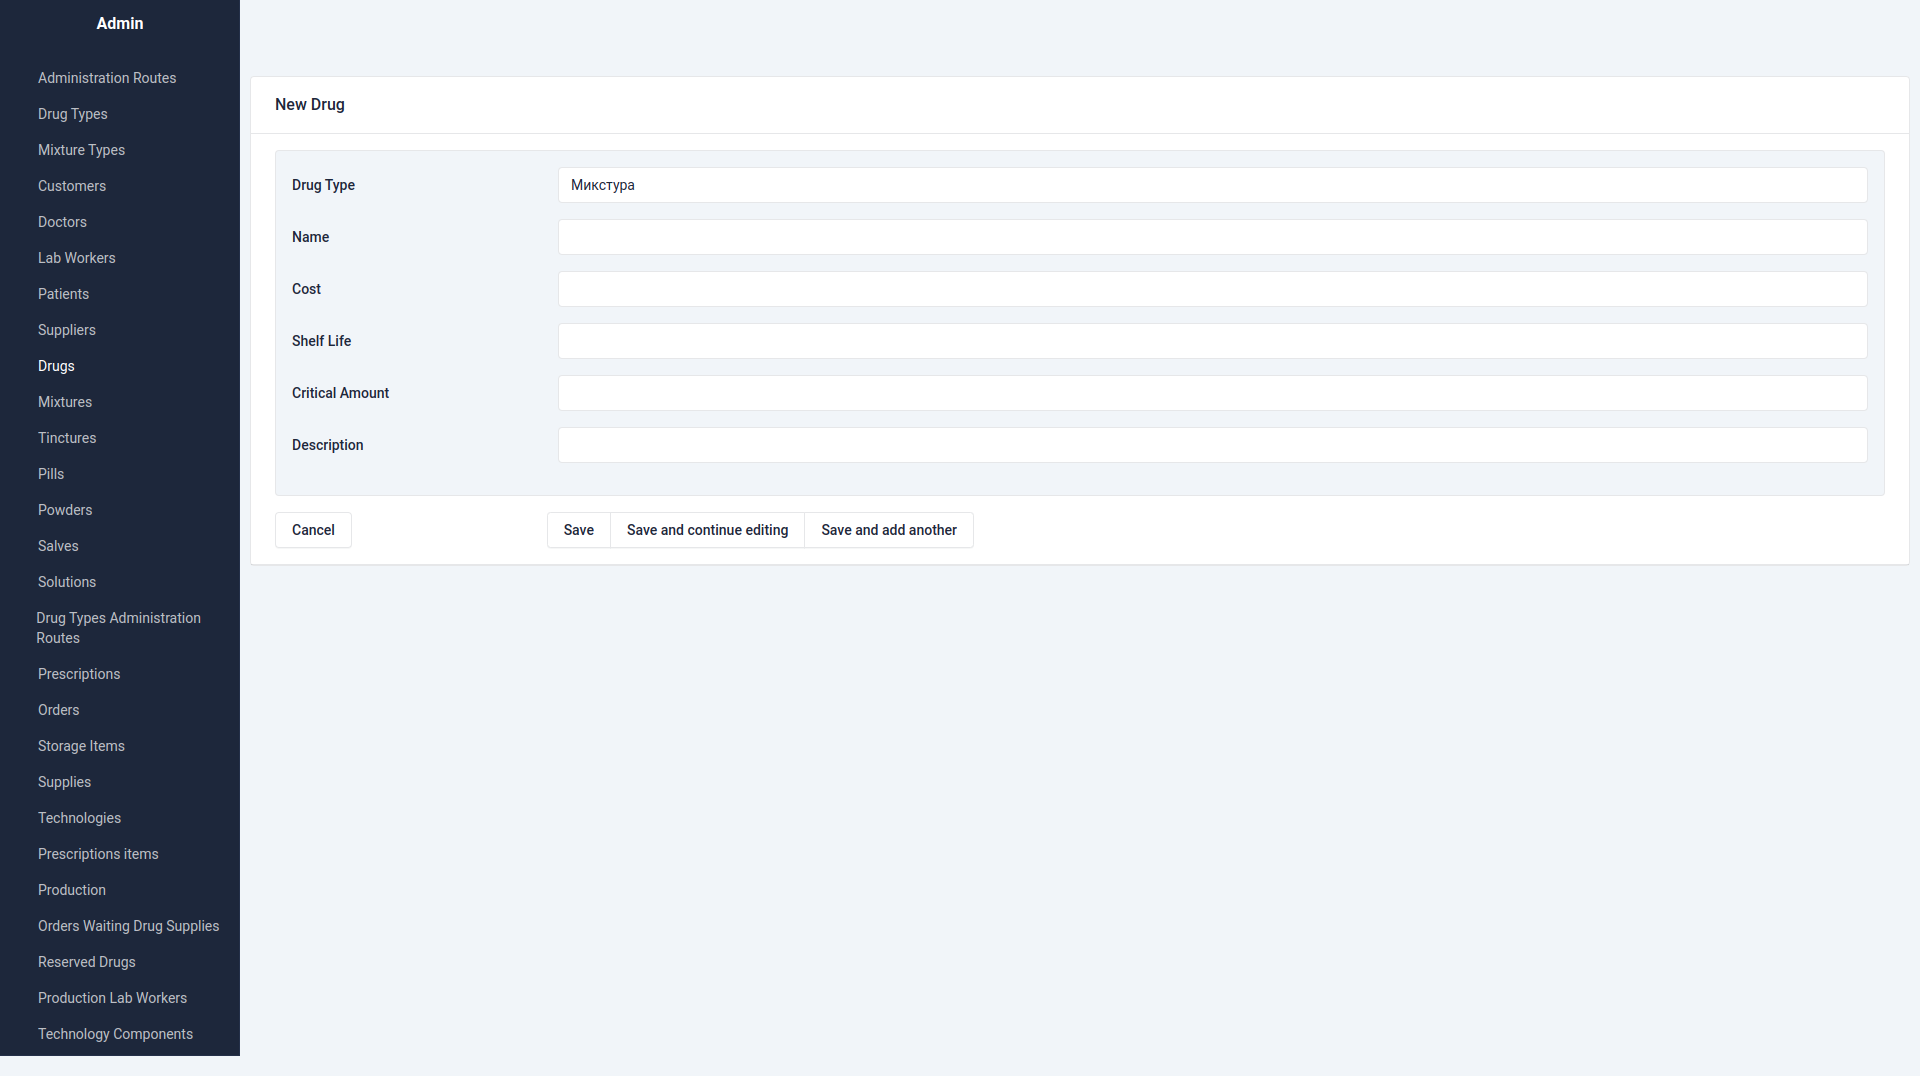 Admin
Administration Routes
Drug Types
Mixture Types
Customers
Doctors
Lab Workers
Patients
Suppliers
Drugs
Mixtures
Tinctures
Pills
Powders
Salves
Solutions
Drug Types Administration
Routes
Prescriptions
Orders
Storage Items
Supplies
Technologies
Prescriptions items
Production
Orders Waiting Drug Supplies
Reserved Drugs
Production Lab Workers
Technology Components
New Drug
Drug Type
Микстура
Name
Cost
Shelf Life
Critical Amount
Description
Cancel
Save
Save and continue editing
Save and add another